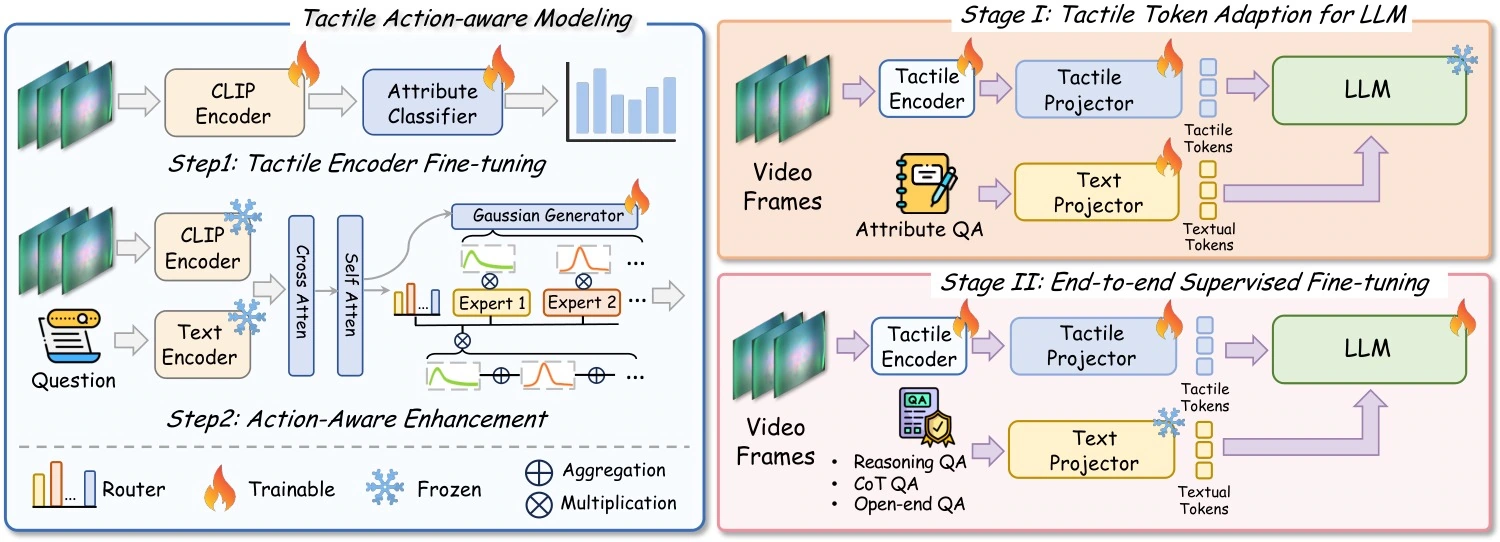 Tactile Action-aware Modeling
CLIP
Encoder
Attribute
Classifier
Step1: Tactile Encoder Fine-tuning
CLIP
Encoder
Text
Encoder
Question
Cross Atten
Self Atten
Gaussian Generator
...
...
Expert 1
Expert 2
...
...
Step2: Action-Aware Enhancement
...
Router
Trainable
Frozen
Aggregation
Multiplication
Stage I: Tactile Token Adaption for LLM
Video
Frames
Tactile
Encoder
Tactile
Projector
Tactile
Tokens
LLM
Attribute QA
Text
Projector
Textual
Tokens
Stage II: End-to-end Supervised Fine-tuning
Video
Frames
Tactile
Encoder
Tactile
Projector
Tactile
Tokens
LLM
QA
• Reasoning QA
• CoT QA
• Open-end QA
Text
Projector
Textual
Tokens